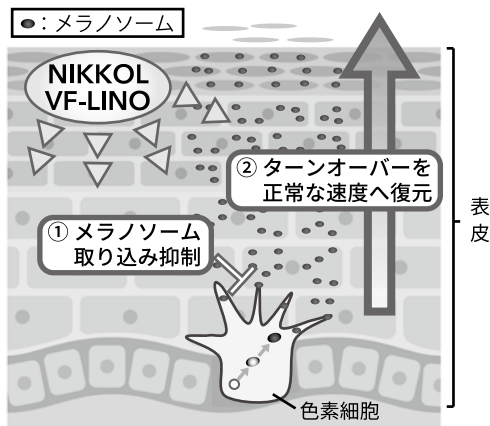 ：メラノソーム
NIKKOL
VF-LINO
② ターンオーバーを
正常な速度へ復元
① メラノソーム
取り込み抑制
表皮
色素細胞